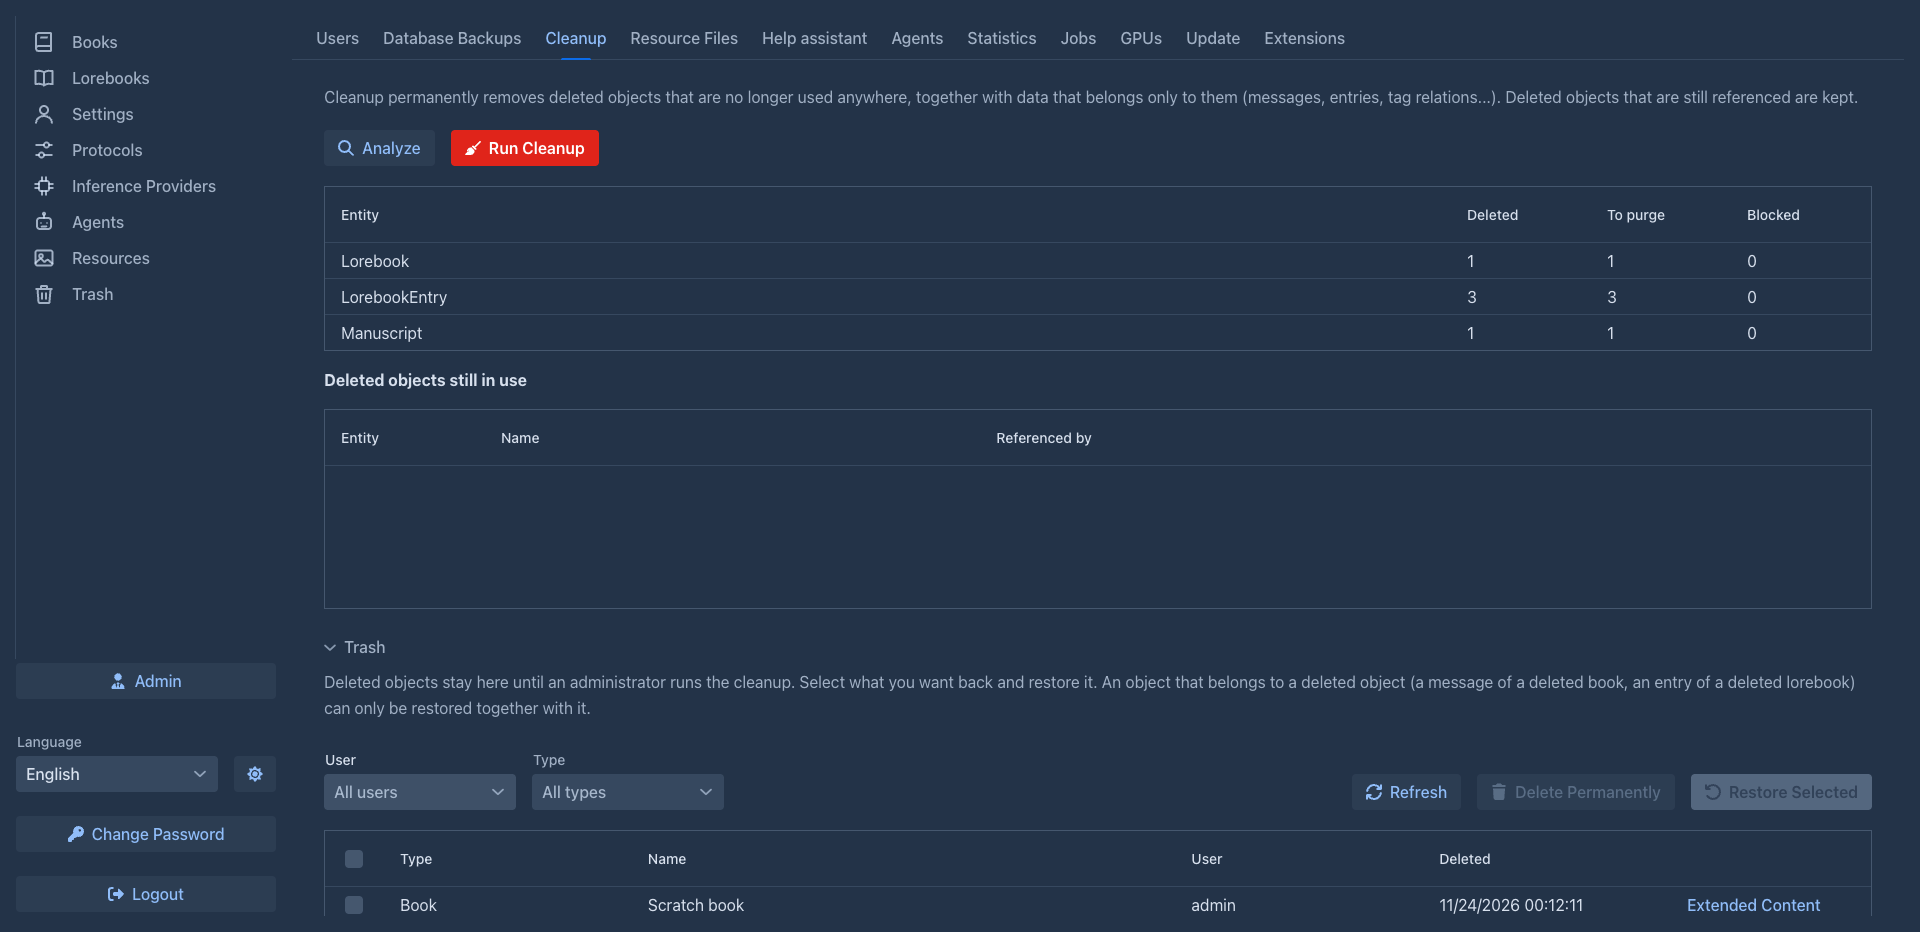 Books
Lorebooks
Settings
Protocols
Inference Providers
Agents
Resources
Trash
Admin
Language
English
Change Password
Logout
Users Database Backups Cleanup Resource Files Help assistant Agents Statistics Jobs GPUs Update Extensions
Cleanup permanently removes deleted objects that are no longer used anywhere, together with data that belongs only to them (messages, entries, tag relations...). Deleted objects that are still referenced are kept.
Analyze Run Cleanup
Entity Deleted To purge Blocked
Lorebook 1 1 0
LorebookEntry 3 3 0
Manuscript 1 1 0
Deleted objects still in use
Entity Name Referenced by
Trash
Deleted objects stay here until an administrator runs the cleanup. Select what you want back and restore it. An object that belongs to a deleted object (a message of a deleted book, an entry of a deleted lorebook)
can only be restored together with it.
User Type
All users All types Refresh Delete Permanently Restore Selected
Type Name User Deleted
Book Scratch book admin 11/24/2026 00:12:11 Extended Content